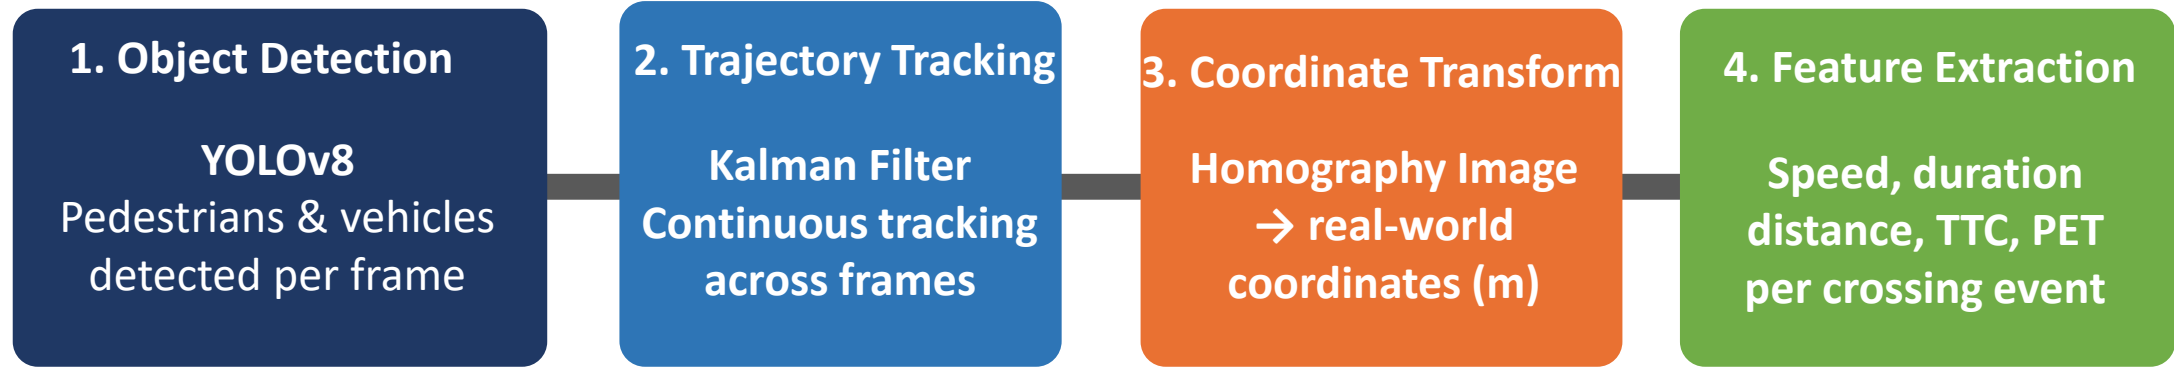 1. Object Detection
YOLOv8
Pedestrians & vehicles
detected per frame
2. Trajectory Tracking
Kalman Filter
Continuous tracking
across frames
3. Coordinate Transform
Homography Image
→ real-world
coordinates (m)
4. Feature Extraction
Speed, duration
distance, TTC, PET
per crossing event